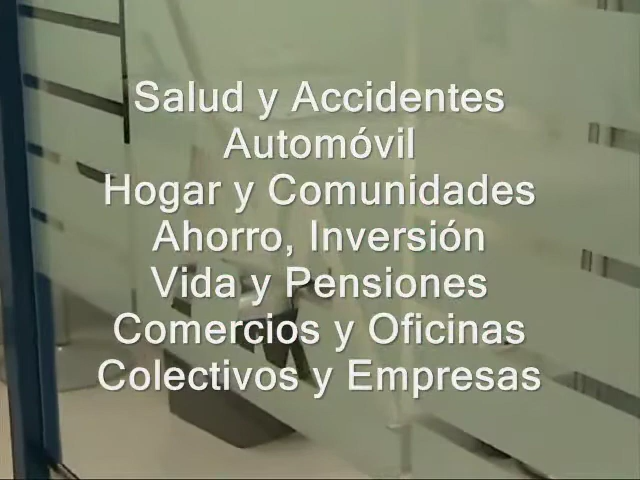 Salud y Accidentes
Automóvil
Hogar y Comunidades
Ahorro, Inversión
Vida y Pensiones
Comercios y Oficinas
Colectivos y Empresas